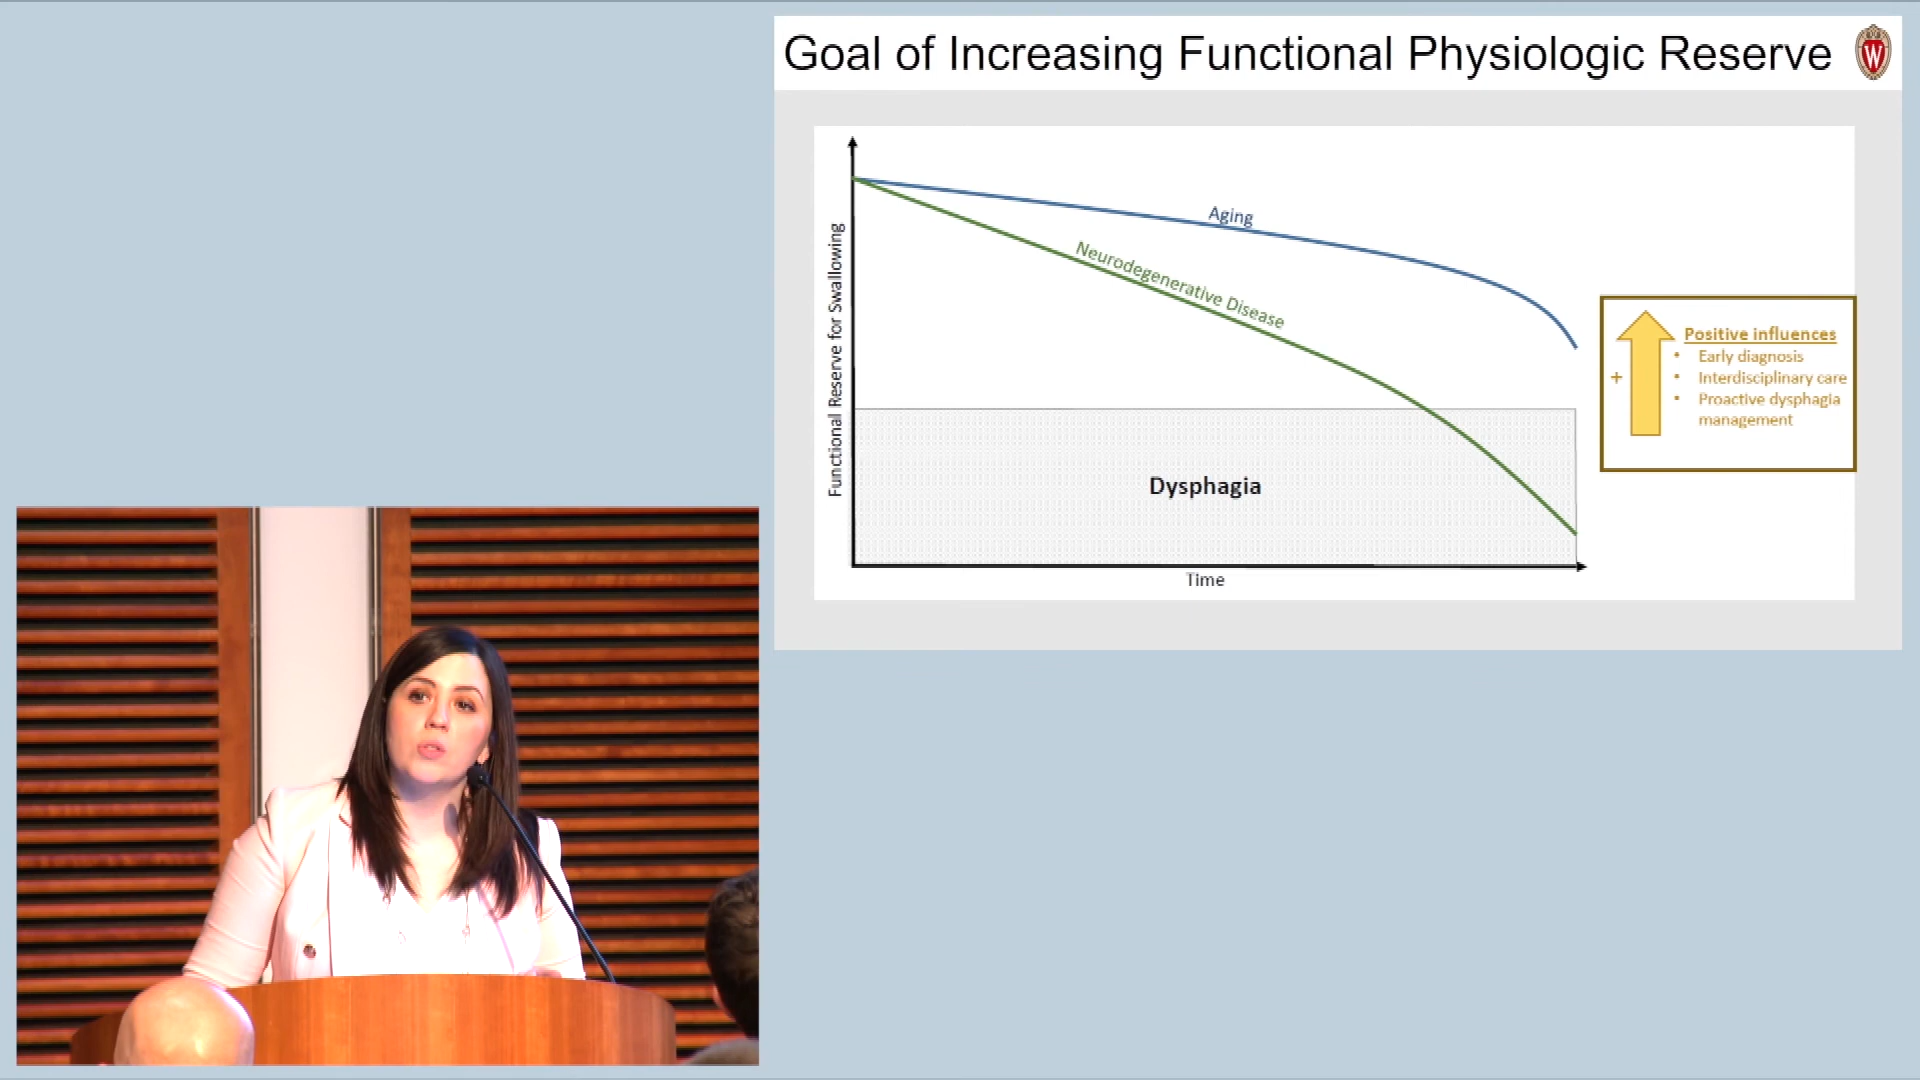 Goal of Increasing Functional Physiologic Reserve
W
Functional Reserve for Swallowing
Aging
Neurodegenerative Disease
Dysphagia
Time
+
Positive influences
• Early diagnosis
• Interdisciplinary care
• Proactive dysphagia
management